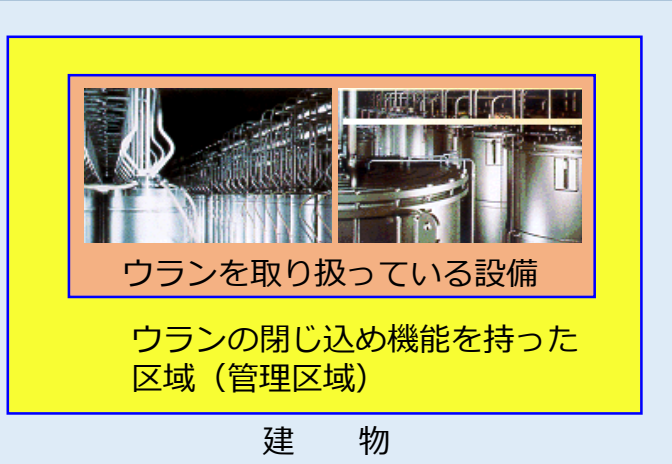 ウランを取り扱っている設備
ウランの閉じ込め機能を持った
区域（管理区域）
建　物